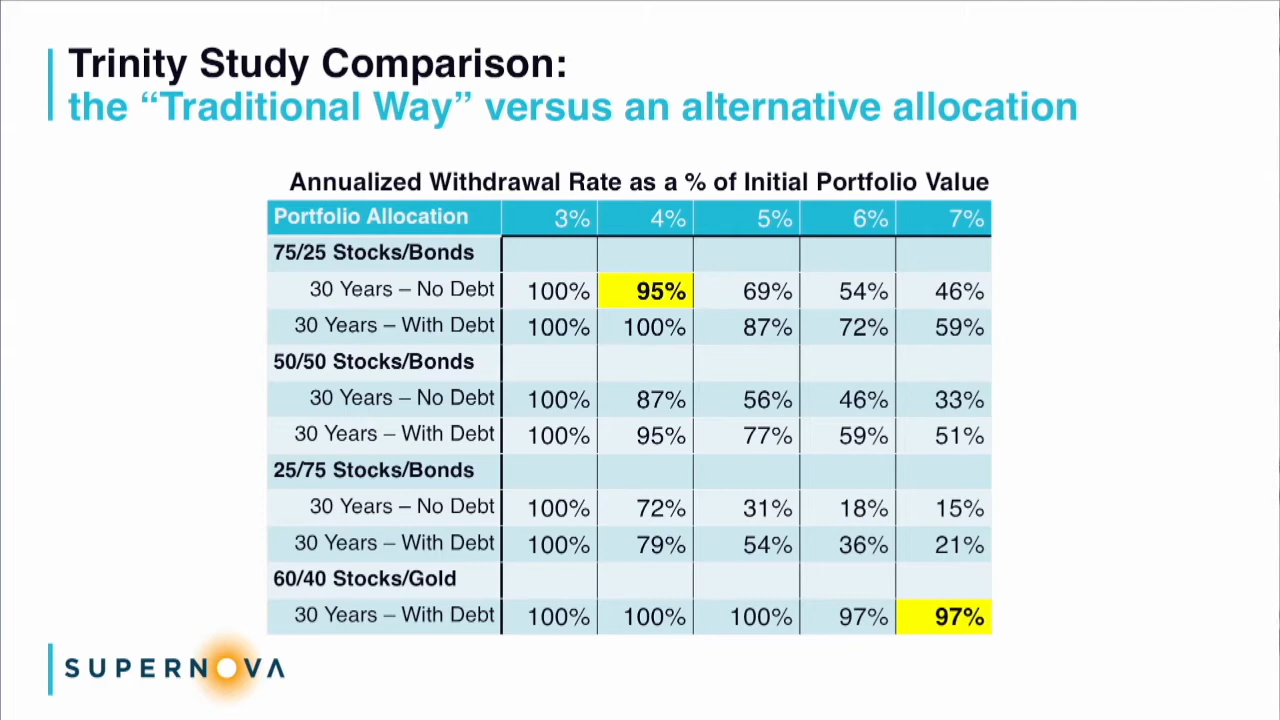 Trinity Study Comparison:
the “Traditional Way” versus an alternative allocation
Annualized Withdrawal Rate as a % of Initial Portfolio Value
Portfolio Allocation 3% 4% 5% 6% 7%
75/25 Stocks/Bonds
30 Years – No Debt 100% 95% 69% 54% 46%
30 Years – With Debt 100% 100% 87% 72% 59%
50/50 Stocks/Bonds
30 Years – No Debt 100% 87% 56% 46% 33%
30 Years – With Debt 100% 95% 77% 59% 51%
25/75 Stocks/Bonds
30 Years – No Debt 100% 72% 31% 18% 15%
30 Years – With Debt 100% 79% 54% 36% 21%
60/40 Stocks/Gold
30 Years – With Debt 100% 100% 100% 97% 97%
SUPERNOVA